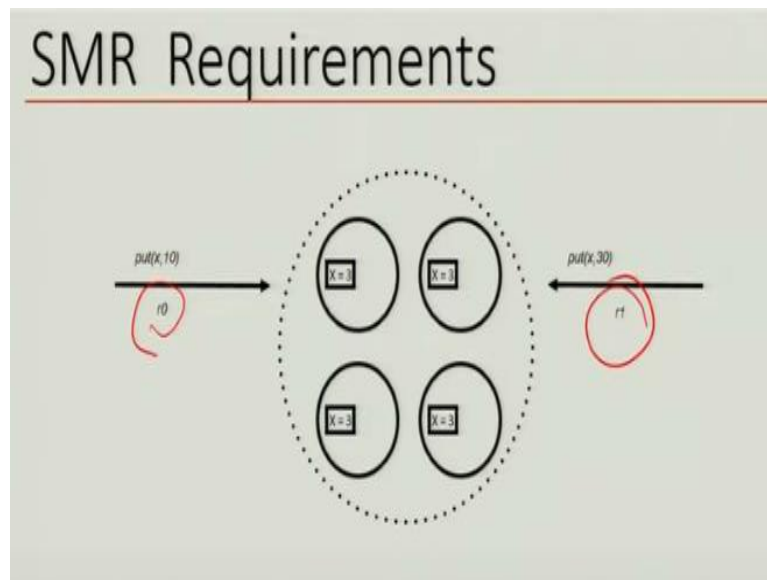 SMR Requirements
put(x,10)
r0
put(x,30)
r1
X = 3
X = 3
X = 3
X = 3